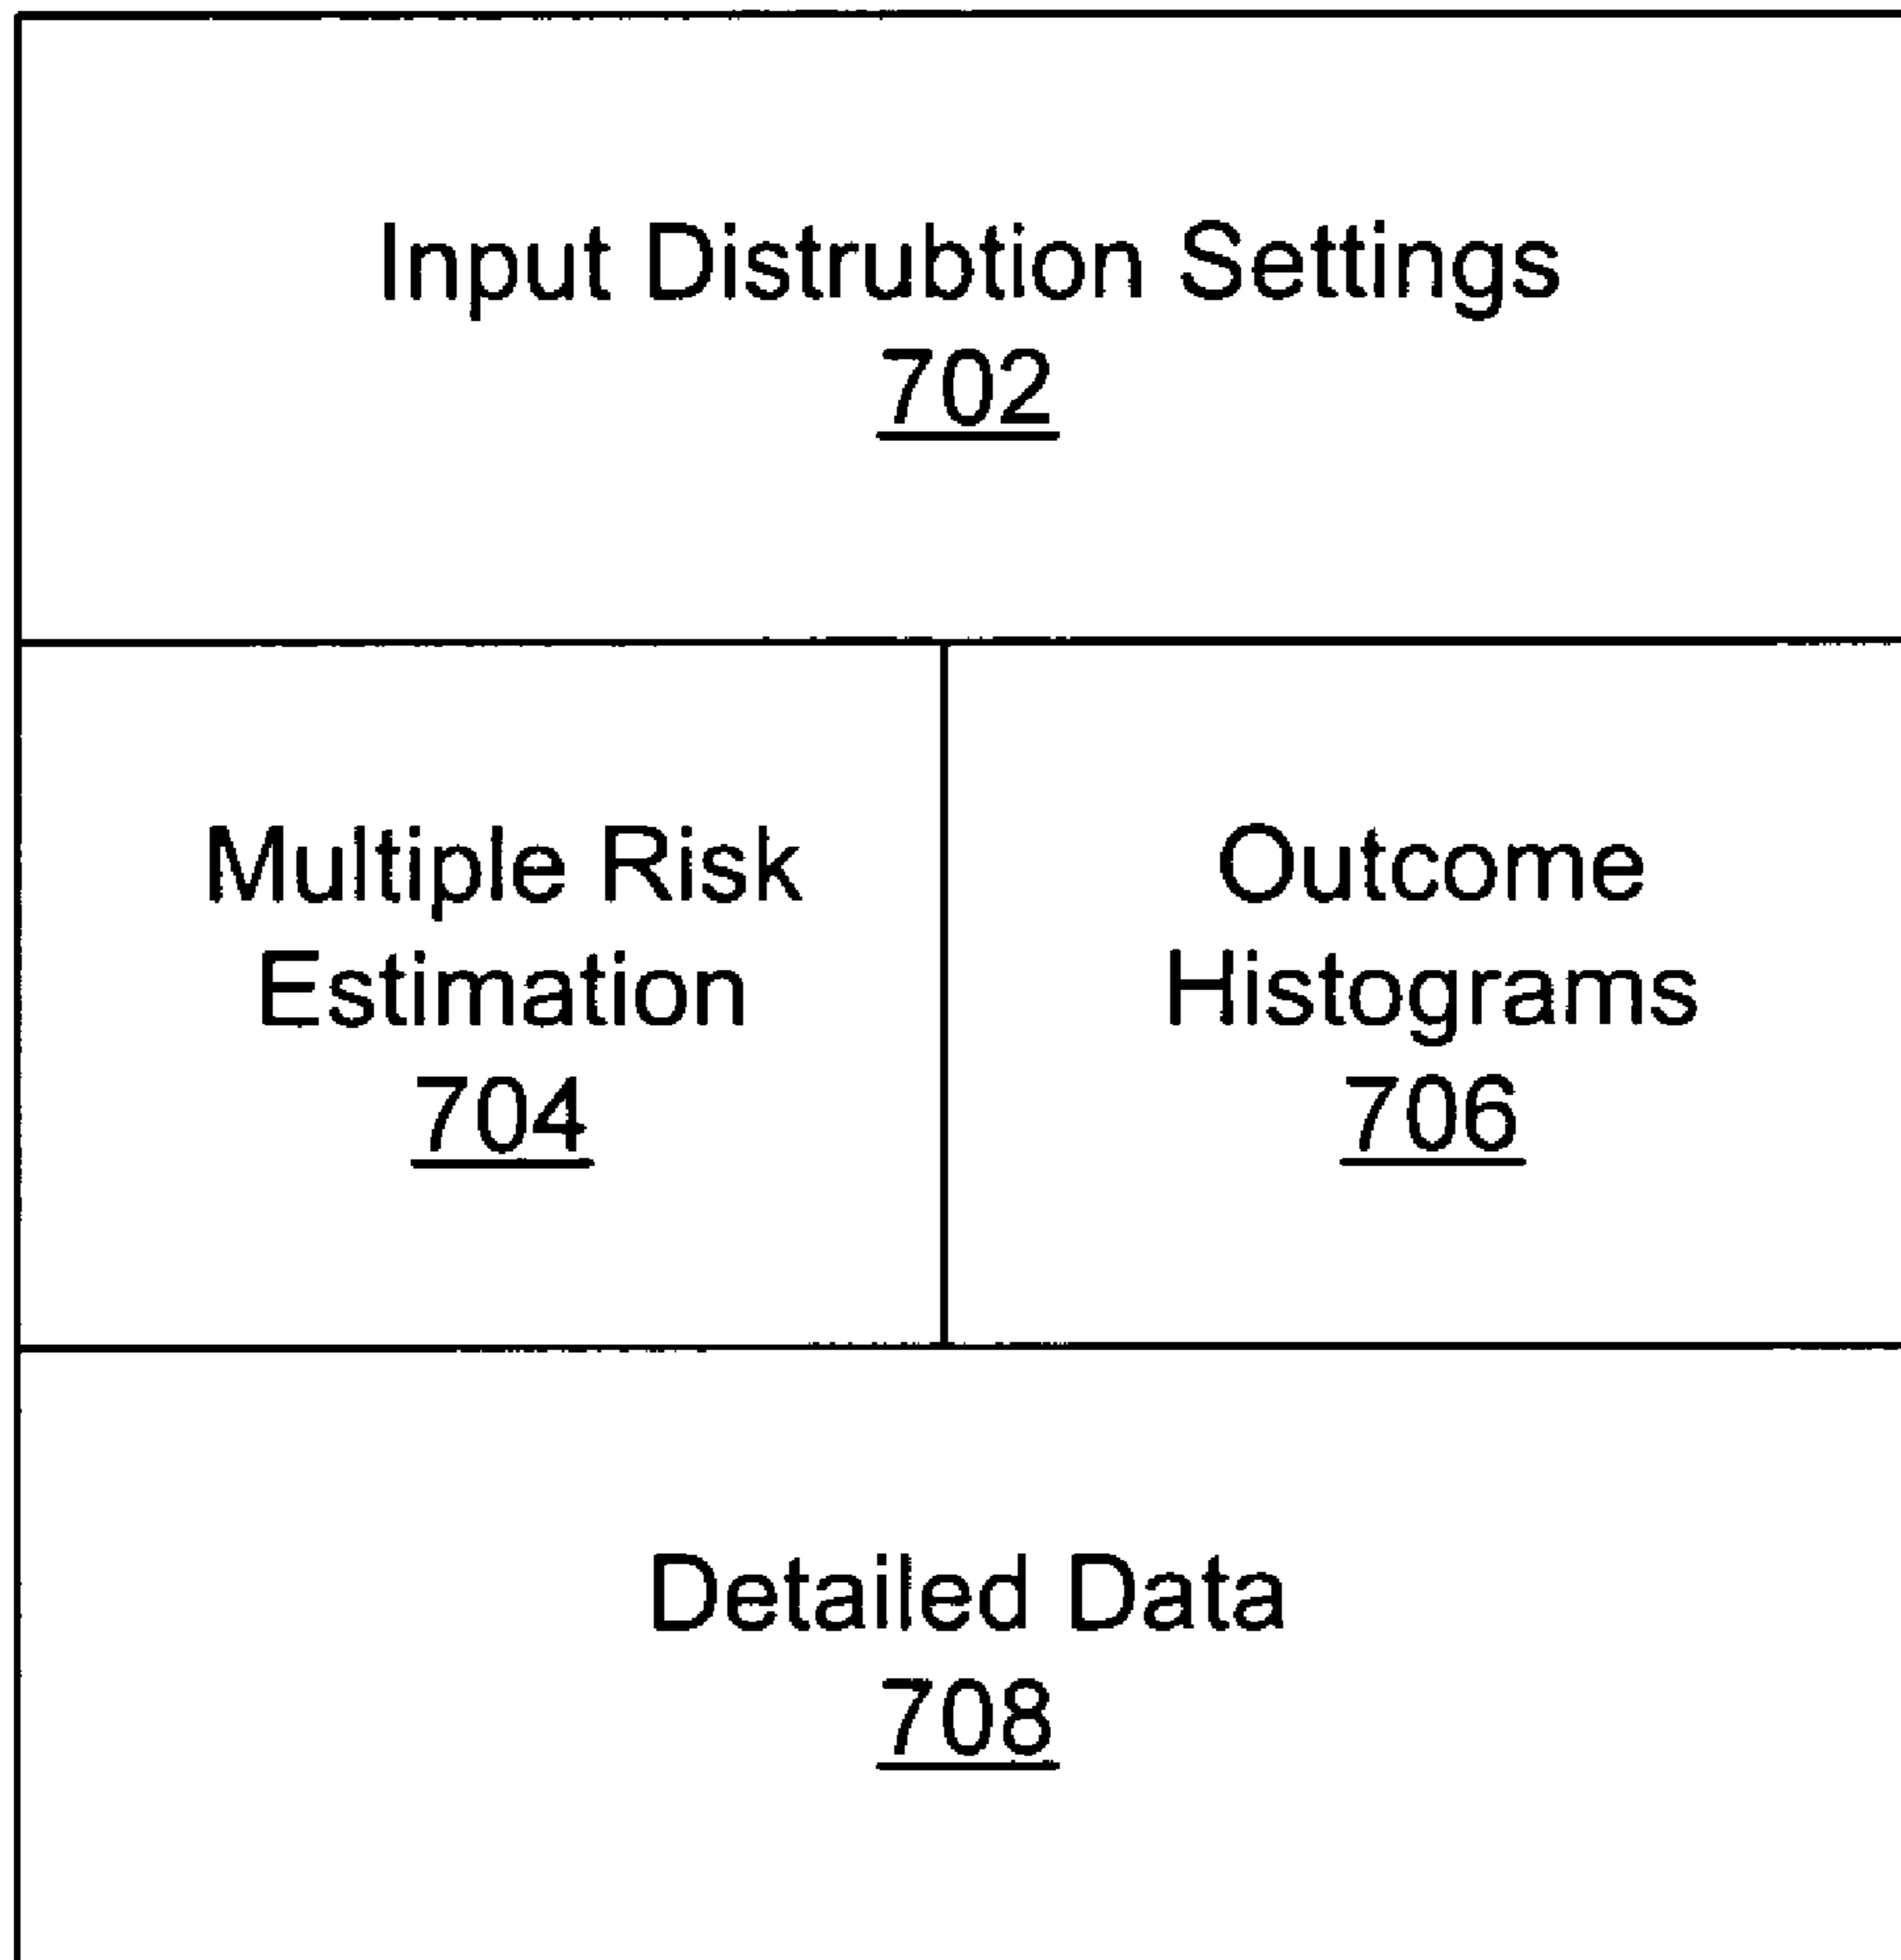 Input Distrubtion Settings
702
Multiple Risk
Estimation
704
Outcome
Histograms
706
Detailed Data
708